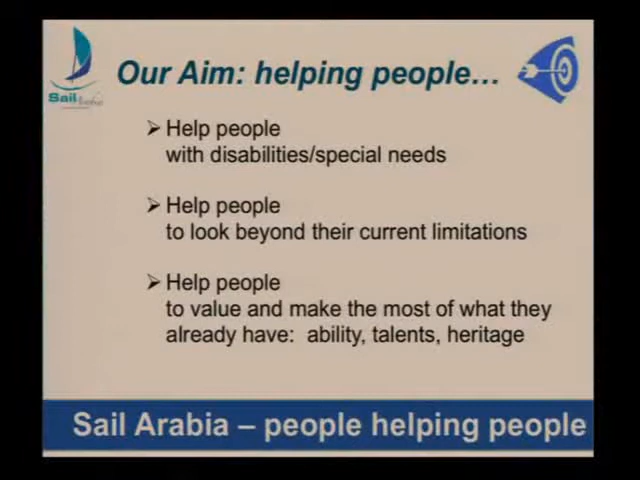 Sail Arabia
Our Aim: helping people…
➢ Help people
with disabilities/special needs
➢ Help people
to look beyond their current limitations
➢ Help people
to value and make the most of what they
already have: ability, talents, heritage
Sail Arabia – people helping people